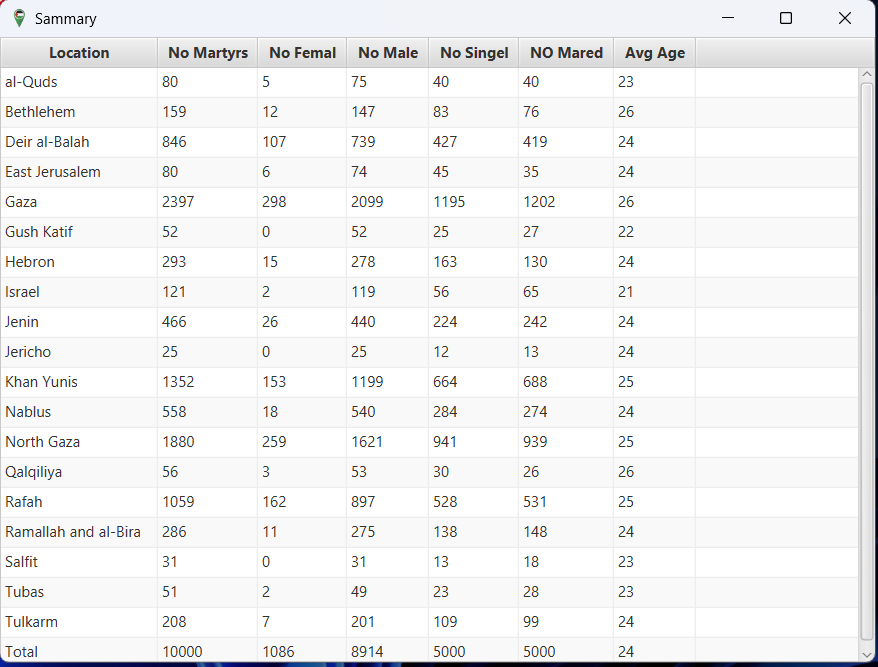 Sammary
Location No Martyrs No Femal No Male No Singel NO Mared Avg Age
al-Quds 80 5 75 40 40 23
Bethlehem 159 12 147 83 76 26
Deir al-Balah 846 107 739 427 419 24
East Jerusalem 80 6 74 45 35 24
Gaza 2397 298 2099 1195 1202 26
Gush Katif 52 0 52 25 27 22
Hebron 293 15 278 163 130 24
Israel 121 2 119 56 65 21
Jenin 466 26 440 224 242 24
Jericho 25 0 25 12 13 24
Khan Yunis 1352 153 1199 664 688 25
Nablus 558 18 540 284 274 24
North Gaza 1880 259 1621 941 939 25
Qalqiliya 56 3 53 30 26 26
Rafah 1059 162 897 528 531 25
Ramallah and al-Bira 286 11 275 138 148 24
Salfit 31 0 31 13 18 23
Tubas 51 2 49 23 28 23
Tulkarm 208 7 201 109 99 24
Total 10000 1086 8914 5000 5000 24